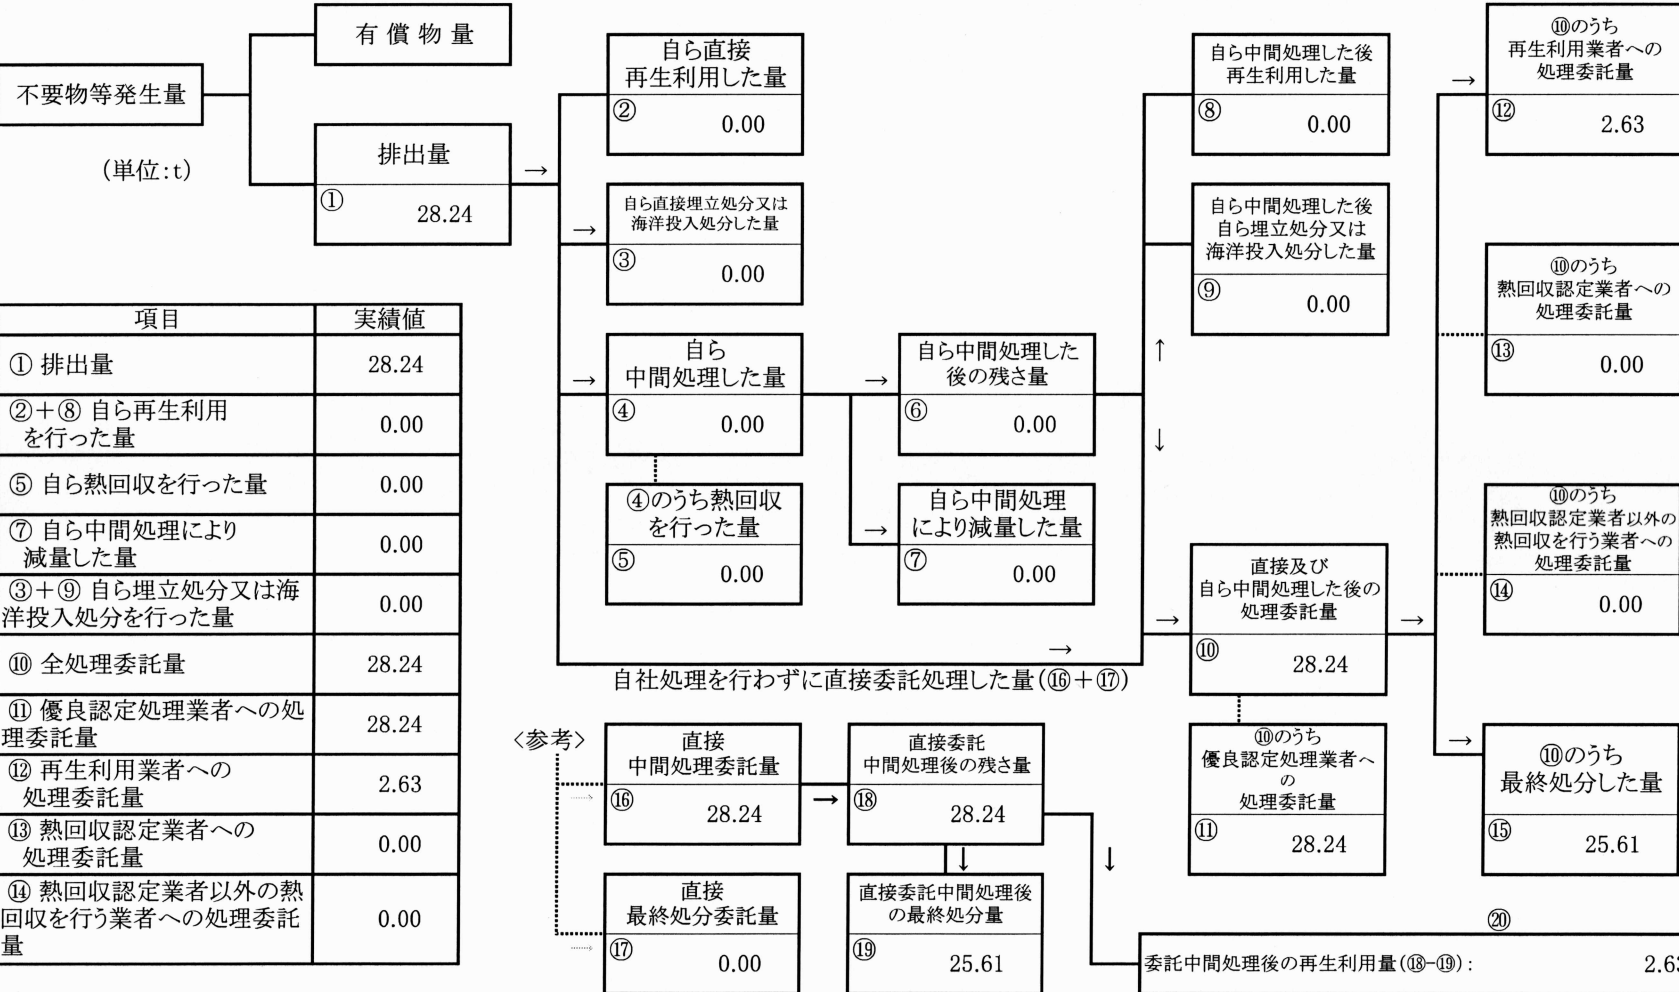 有償物量
不要物等発生量
(単位:t)
排出量
①
28.24
自ら直接
再生利用した量
②
0.00
→
自ら直接埋立処分又は
海洋投入処分した量
→
③
0.00
自ら
中間処理した量
→
④
0.00
④のうち熱回収
を行った量
⑤
0.00
自ら中間処理した
後の残さ量
→
⑥
0.00
自ら中間処理
により減量した量
→
⑦
0.00
自ら中間処理した後
再生利用した量
⑧
0.00
自ら中間処理した後
自ら埋立処分又は
海洋投入処分した量
⑨
0.00
↑
↓
直接及び
自ら中間処理した後の
処理委託量
→
⑩
28.24
→
⑩のうち
優良認定処理業者へ
の
処理委託量
⑪
28.24
⑩のうち
再生利用業者への
処理委託量
→
⑫
2.63
⑩のうち
熱回収認定業者への
処理委託量
⑬
0.00
⑩のうち
熱回収認定業者以外の
熱回収を行う業者への
処理委託量
⑭
0.00
→
⑩のうち
最終処分した量
⑮
25.61
→
自社処理を行わずに直接委託処理した量(⑯+⑰)
項目 実績値
① 排出量 28.24
②+⑧ 自ら再生利用
を行った量 0.00
⑤ 自ら熱回収を行った量 0.00
⑦ 自ら中間処理により
減量した量 0.00
③+⑨ 自ら埋立処分又は海
洋投入処分を行った量 0.00
⑩ 全処理委託量 28.24
⑪ 優良認定処理業者への処
理委託量 28.24
⑫ 再生利用業者への
処理委託量 2.63
⑬ 熱回収認定業者への
処理委託量 0.00
⑭ 熱回収認定業者以外の熱
回収を行う業者への処理委託
量 0.00
<参考>
直接
中間処理委託量
→
⑯
28.24
→
直接委託
中間処理後の残さ量
⑱
28.24
↓
↓
直接
最終処分委託量
→
⑰
0.00
直接委託中間処理後
の最終処分量
⑲
25.61
⑳
委託中間処理後の再生利用量(⑱-⑲): 2.63